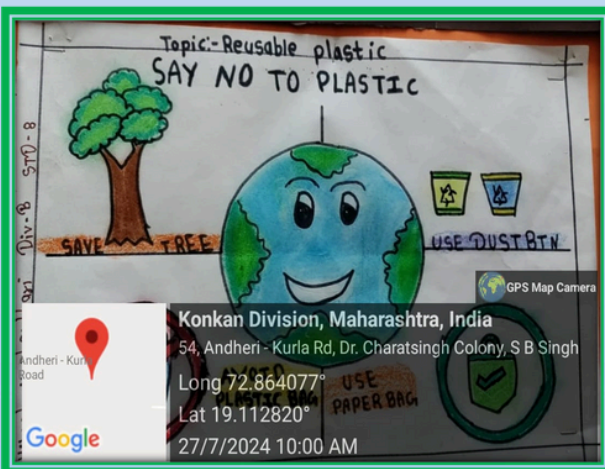 Topic:- Reusable plastic
SAY NO TO PLASTIC
Div-B STD-8
SAVE TREE
USE DUSTBIN
GPS Map Camera
Konkan Division, Maharashtra, India
54, Andheri - Kurla Rd, Dr. Charatsingh Colony, S B Singh
Andheri - Kurla
Road
Long 72.864077°
Lat 19.112820°
27/7/2024 10:00 AM
AVOID
PLASTIC BAG
USE
PAPER BAG
Google